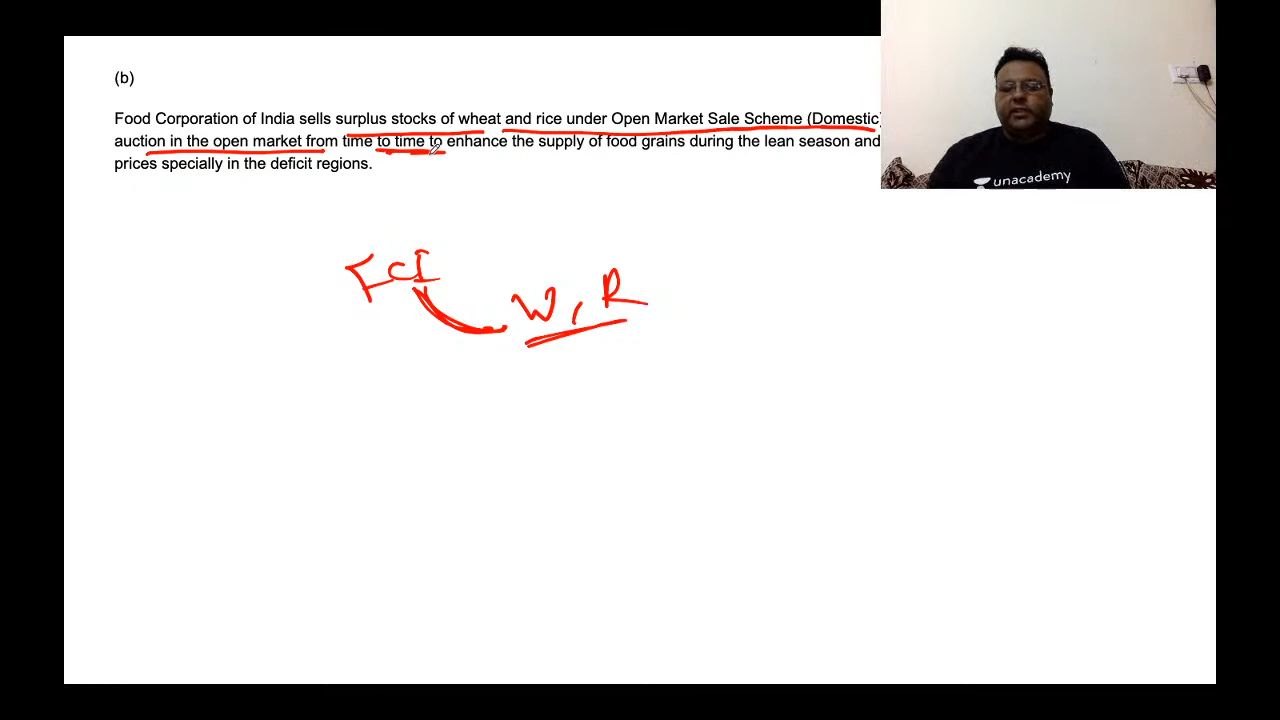 (b)
Food Corporation of India sells surplus stocks of wheat and rice under Open Market Sale Scheme (Domestic)
auction in the open market from time to time to enhance the supply of food grains during the lean season and
prices specially in the deficit regions.
FCI
W, R
unacademy